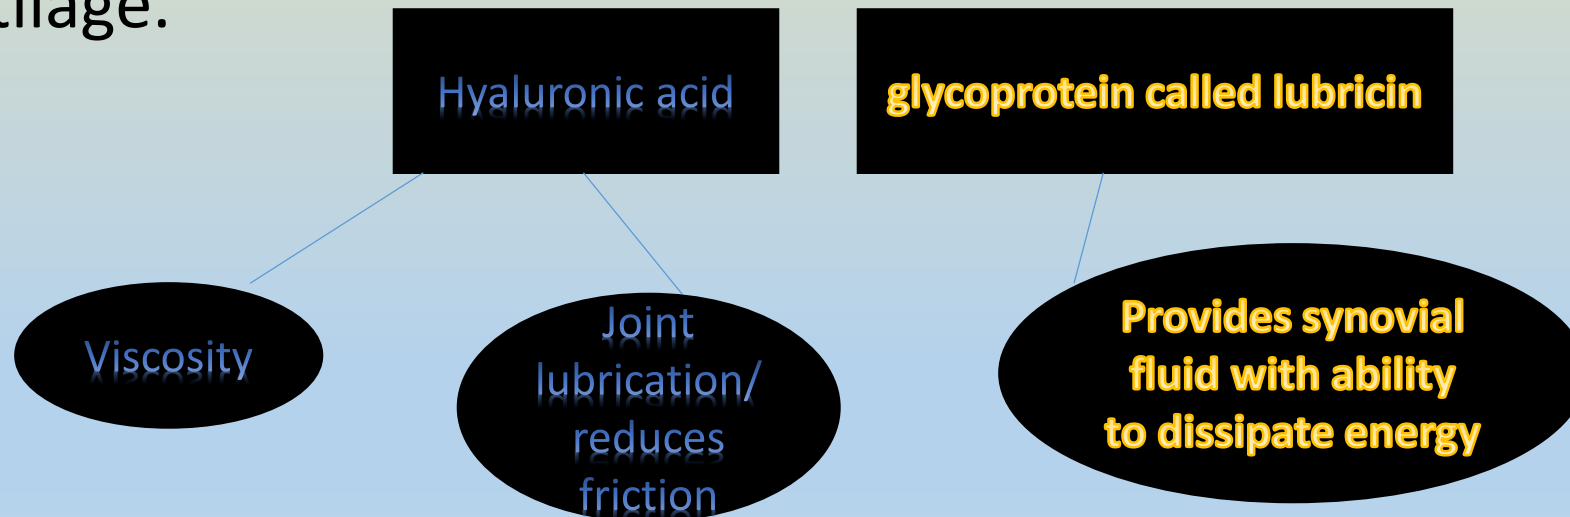 tilage.
Hyaluronic acid
glycoprotein called lubricin
Viscosity
Joint
lubrication/
reduces
friction
Provides synovial
fluid with ability
to dissipate energy